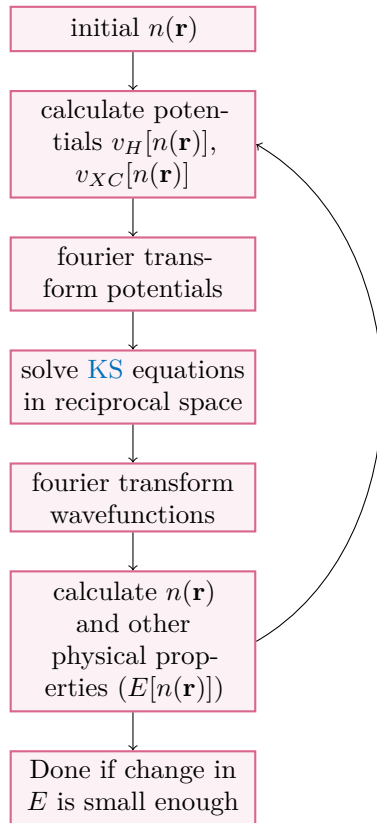 initial n(r)
calculate poten-
tials v_H[n(r)],
v_XC[n(r)]
fourier trans-
form potentials
solve KS equations
in reciprocal space
fourier transform
wavefunctions
calculate n(r)
and other
physical prop-
erties (E[n(r)])
Done if change in
E is small enough